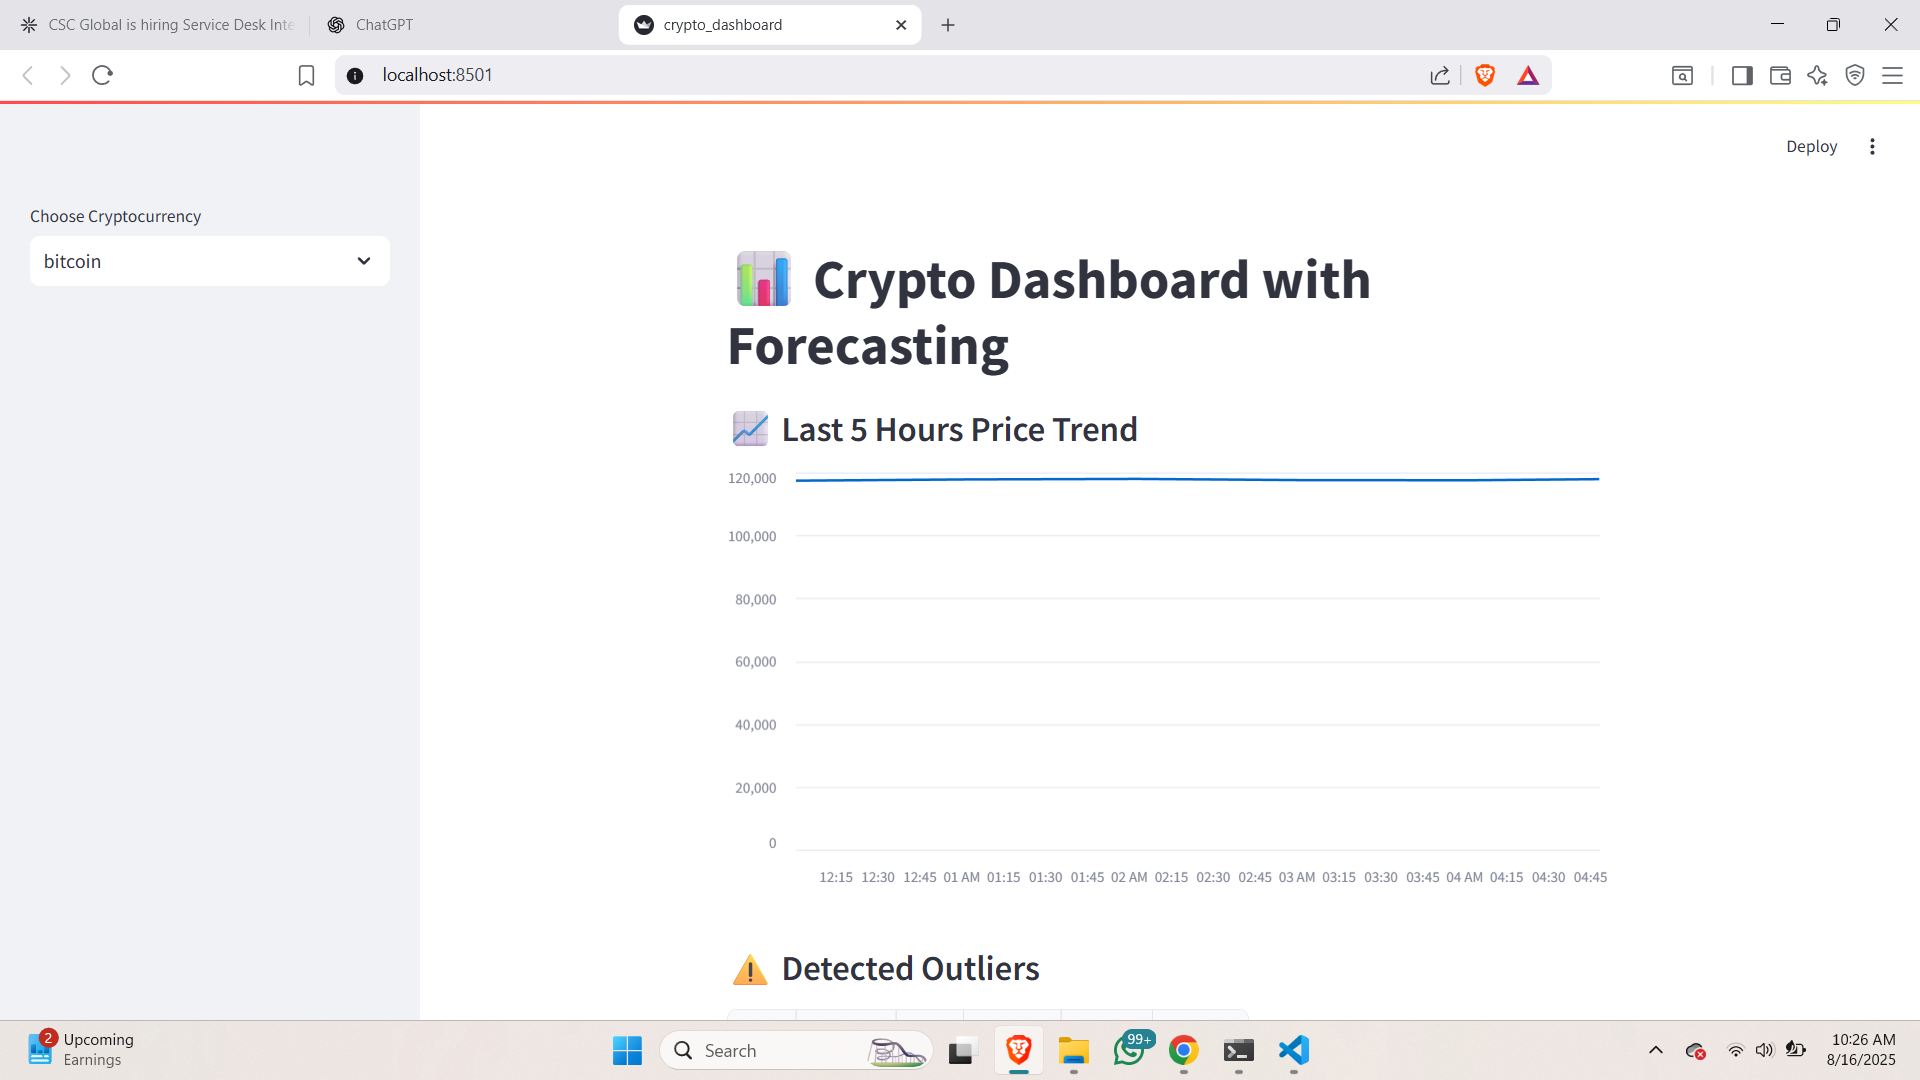 CSC Global is hiring Service Desk Inte
ChatGPT
crypto_dashboard
localhost:8501
Deploy
Choose Cryptocurrency
bitcoin
Crypto Dashboard with
Forecasting
Last 5 Hours Price Trend
120,000
100,000
80,000
60,000
40,000
20,000
0
12:15 12:30 12:45 01 AM 01:15 01:30 01:45 02 AM 02:15 02:30 02:45 03 AM 03:15 03:30 03:45 04 AM 04:15 04:30 04:45
Detected Outliers
2
Upcoming
Earnings
Search
99+
10:26 AM
8/16/2025